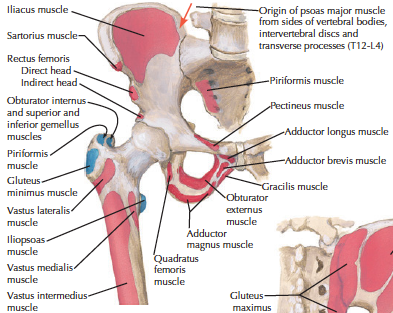 Iliacus muscle
Sartorius muscle
Rectus femoris
Direct head
Indirect head
Obturator internus
and superior and
inferior gemellus
muscles
Piriformis
muscle
Gluteus
minimus muscle
Vastus lateralis
muscle
Iliopsoas
muscle
Vastus medialis
muscle
Vastus intermedius
muscle
Origin of psoas major muscle
from sides of vertebral bodies,
intervertebral discs and
transverse processes (T12-L4)
Piriformis muscle
Pectineus muscle
Adductor longus muscle
Adductor brevis muscle
Gracilis muscle
Obturator
externus
muscle
Adductor
magnus muscle
Quadratus
femoris
muscle
Gluteus
maximus